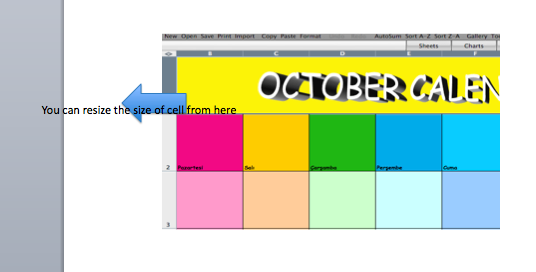 New Open Save Print Import Copy Paste Format AutoSum Sort A-Z Sort Z-A Gallery
Sheets Charts
B C D E F
OCTOBER CALEN
You can resize the size of cell from here
2 Pazartesi Salı Çarşamba Perşembe Cuma
3